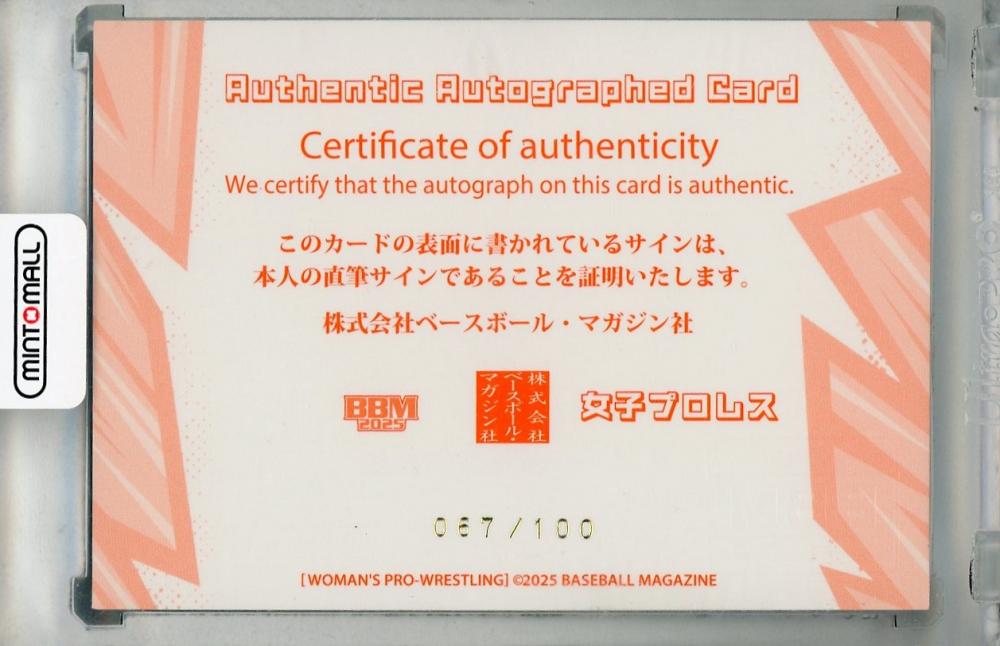 Authentic Autographed Card
Certificate of authenticity
We certify that the autograph on this card is authentic.
このカードの表面に書かれているサインは、
本人の直筆サインであることを証明いたします。
株式会社ベースボール・マガジン社
BBM
2025
株式会社
ベースボール・
マガジン社
女子プロレス
067/100
[WOMAN'S PRO-WRESTLING] ©2025 BASEBALL MAGAZINE
MINTOMALL